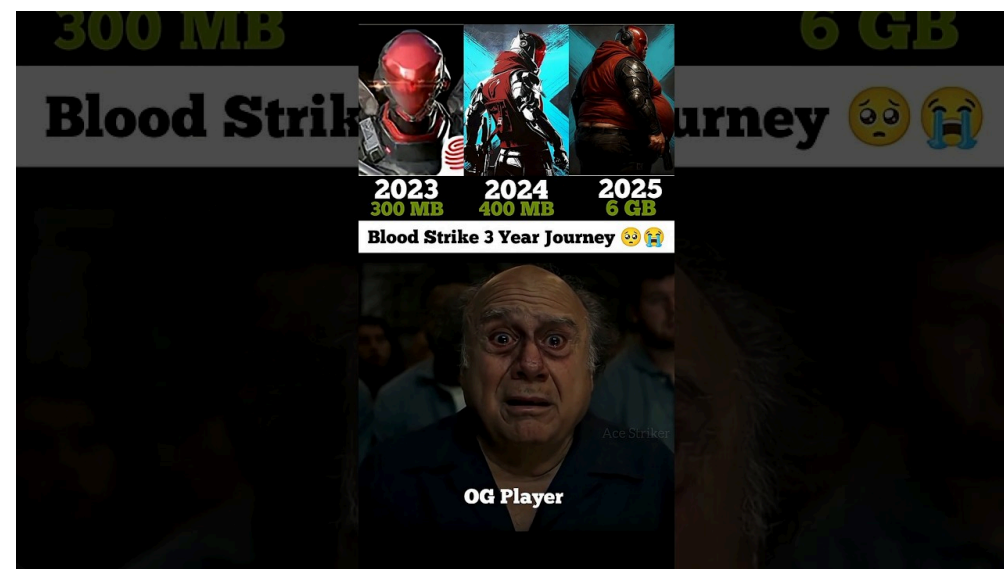 300 MB
6 GB
Blood Strik
urney 🥺😭
2023 2024 2025
300 MB 400 MB 6 GB
Blood Strike 3 Year Journey 🥺😭
Ace Striker
OG Player